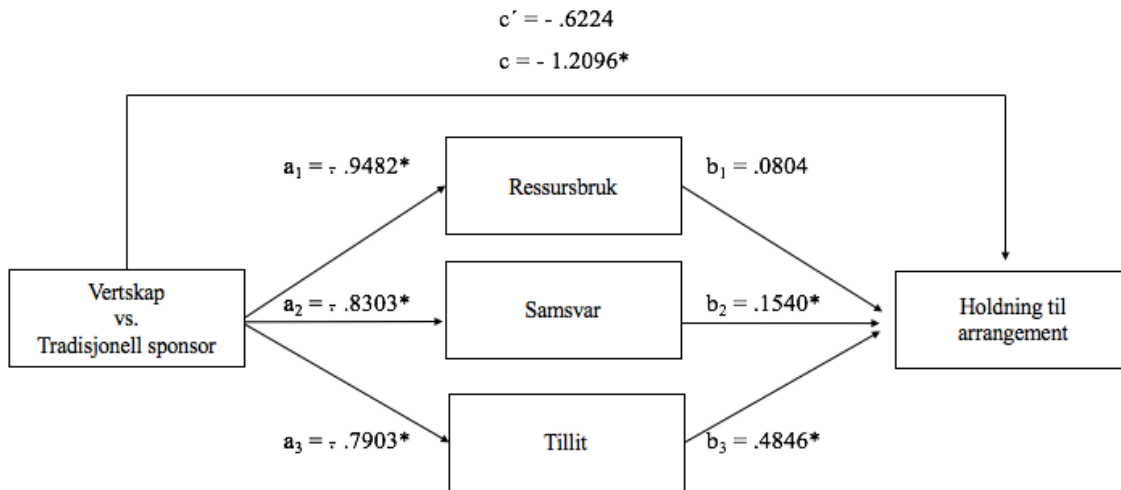 c´ = - .6224
c = - 1.2096*
a₁ = - .9482*
Ressursbruk
b₁ = .0804
Vertskap
vs.
Tradisjonell sponsor
a₂ = - .8303*
Samsvar
b₂ = .1540*
Holdning til
arrangement
a₃ = - .7903*
Tillit
b₃ = .4846*